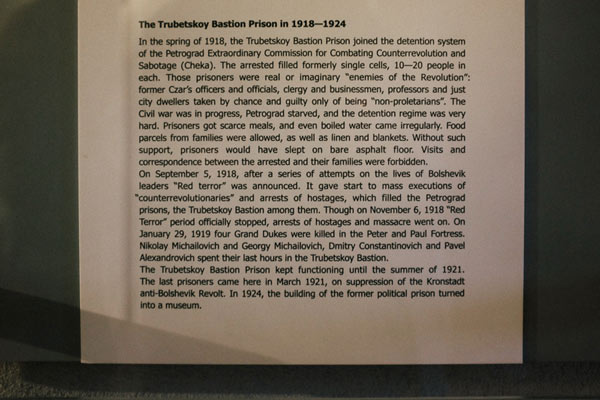 The Trubetskoy Bastion Prison in 1918—1924
In the spring of 1918, the Trubetskoy Bastion Prison joined the detention system
of the Petrograd Extraordinary Commission for Combating Counterrevolution and
Sabotage (Cheka). The arrested filled formerly single cells, 10—20 people in
each. Those prisoners were real or imaginary “enemies of the Revolution”:
former Czar’s officers and officials, clergy and businessmen, professors and just
city dwellers taken by chance and guilty only of being “non-proletarians”. The
Civil war was in progress, Petrograd starved, and the detention regime was very
hard. Prisoners got scarce meals, and even boiled water came irregularly. Food
parcels from families were allowed, as well as linen and blankets. Without such
support, prisoners would have slept on bare asphalt floor. Visits and
correspondence between the arrested and their families were forbidden.
On September 5, 1918, after a series of attempts on the lives of Bolshevik
leaders “Red terror” was announced. It gave start to mass executions of
“counterrevolutionaries” and arrests of hostages, which filled the Petrograd
prisons, the Trubetskoy Bastion among them. Though on November 6, 1918 “Red
Terror” period officially stopped, arrests of hostages and massacre went on. On
January 29, 1919 four Grand Dukes were killed in the Peter and Paul Fortress.
Nikolay Michailovich and Georgy Michailovich, Dmitry Constantinovich and Pavel
Alexandrovich spent their last hours in the Trubetskoy Bastion.
The Trubetskoy Bastion Prison kept functioning until the summer of 1921.
The last prisoners came here in March 1921, on suppression of the Kronstadt
anti-Bolshevik Revolt. In 1924, the building of the former political prison turned
into a museum.